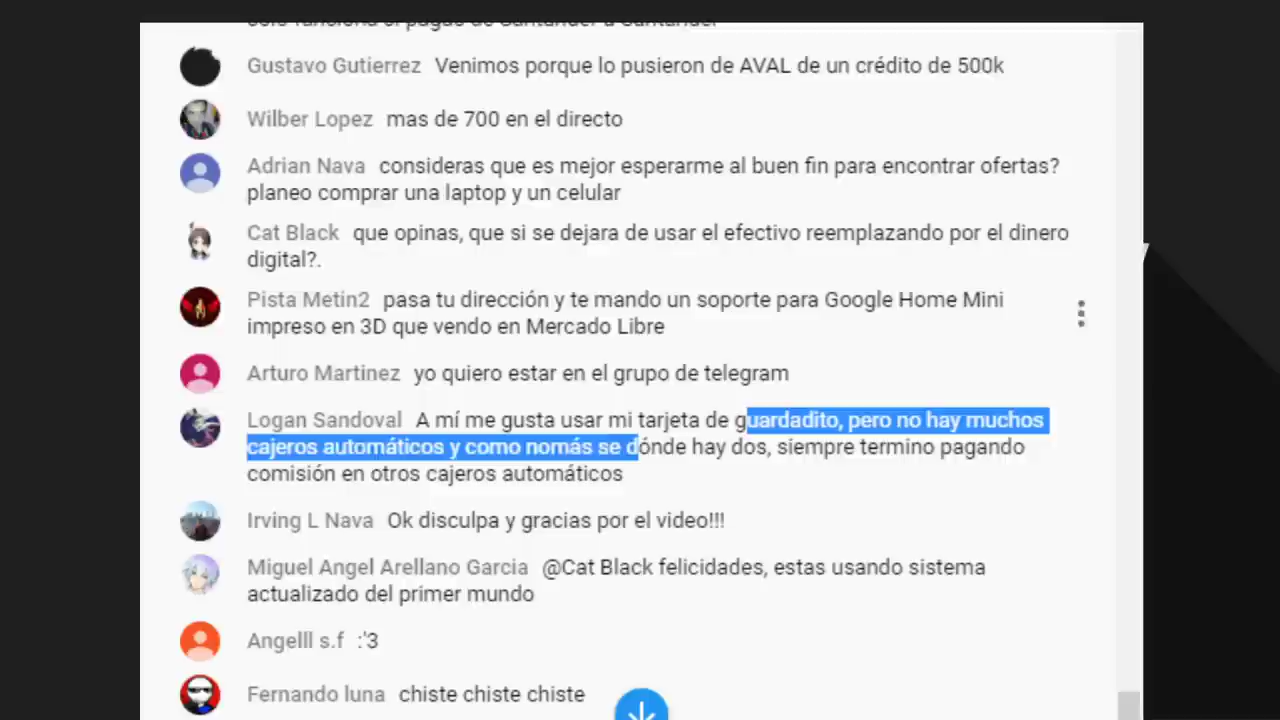 solo funciona si pagas de Santander a Santander
Gustavo Gutierrez Venimos porque lo pusieron de AVAL de un crédito de 500k
Wilber Lopez mas de 700 en el directo
Adrian Nava consideras que es mejor esperarme al buen fin para encontrar ofertas?
planeo comprar una laptop y un celular
Cat Black que opinas, que si se dejara de usar el efectivo reemplazando por el dinero
digital?.
Pista Metin2 pasa tu dirección y te mando un soporte para Google Home Mini
impreso en 3D que vendo en Mercado Libre
Arturo Martinez yo quiero estar en el grupo de telegram
Logan Sandoval A mí me gusta usar mi tarjeta de guardadito, pero no hay muchos
cajeros automáticos y como nomás se dónde hay dos, siempre termino pagando
comisión en otros cajeros automáticos
Irving L Nava Ok disculpa y gracias por el video!!!
Miguel Angel Arellano Garcia @Cat Black felicidades, estas usando sistema
actualizado del primer mundo
Angelll s.f :'3
Fernando luna chiste chiste chiste